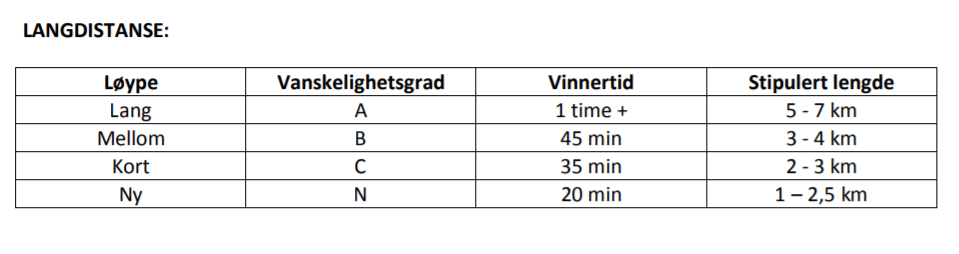 LANGDISTANSE:
Løype Vanskelighetsgrad Vinnertid Stipulert lengde
Lang A 1 time + 5 - 7 km
Mellom B 45 min 3 - 4 km
Kort C 35 min 2 - 3 km
Ny N 20 min 1 – 2,5 km